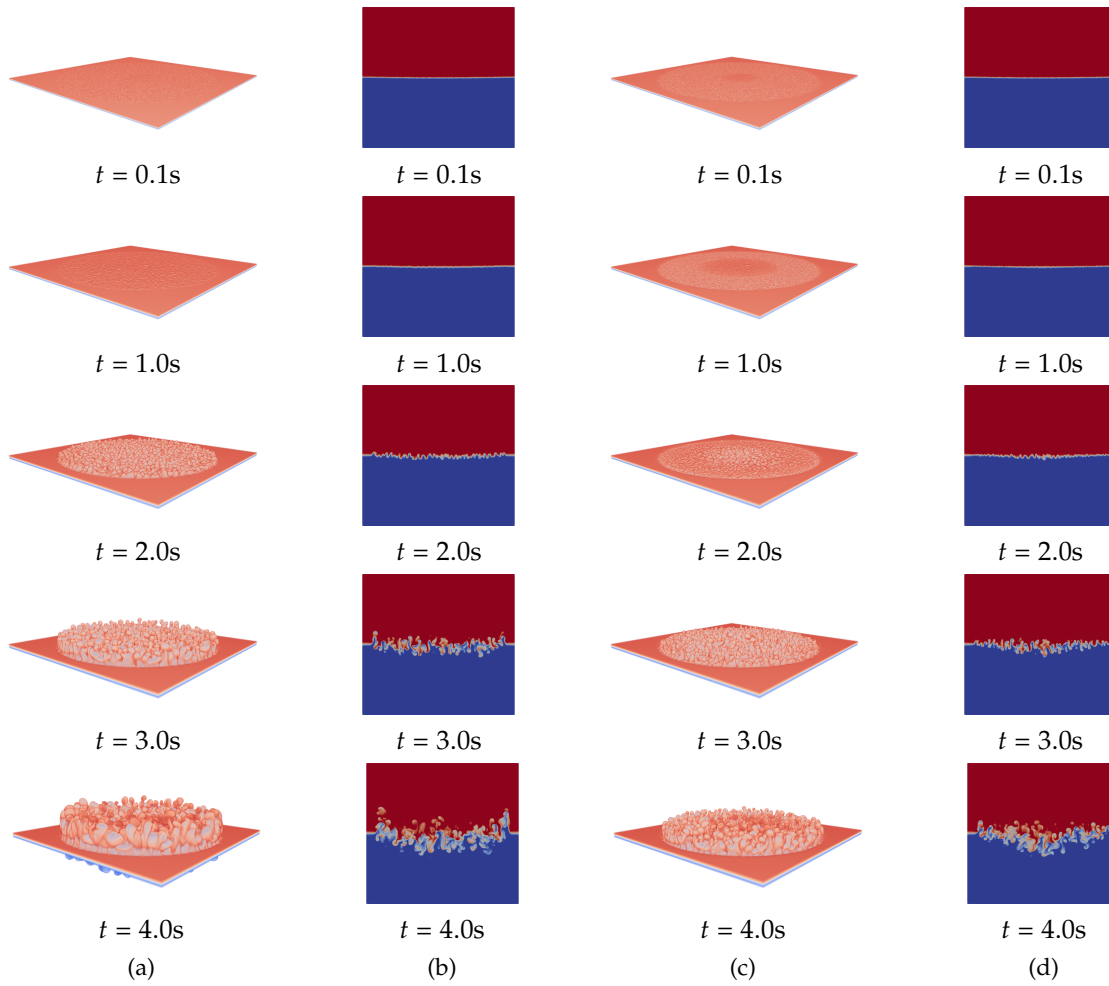 t = 0.1s t = 0.1s t = 0.1s t = 0.1s
t = 1.0s t = 1.0s t = 1.0s t = 1.0s
t = 2.0s t = 2.0s t = 2.0s t = 2.0s
t = 3.0s t = 3.0s t = 3.0s t = 3.0s
t = 4.0s t = 4.0s t = 4.0s t = 4.0s
(a) (b) (c) (d)